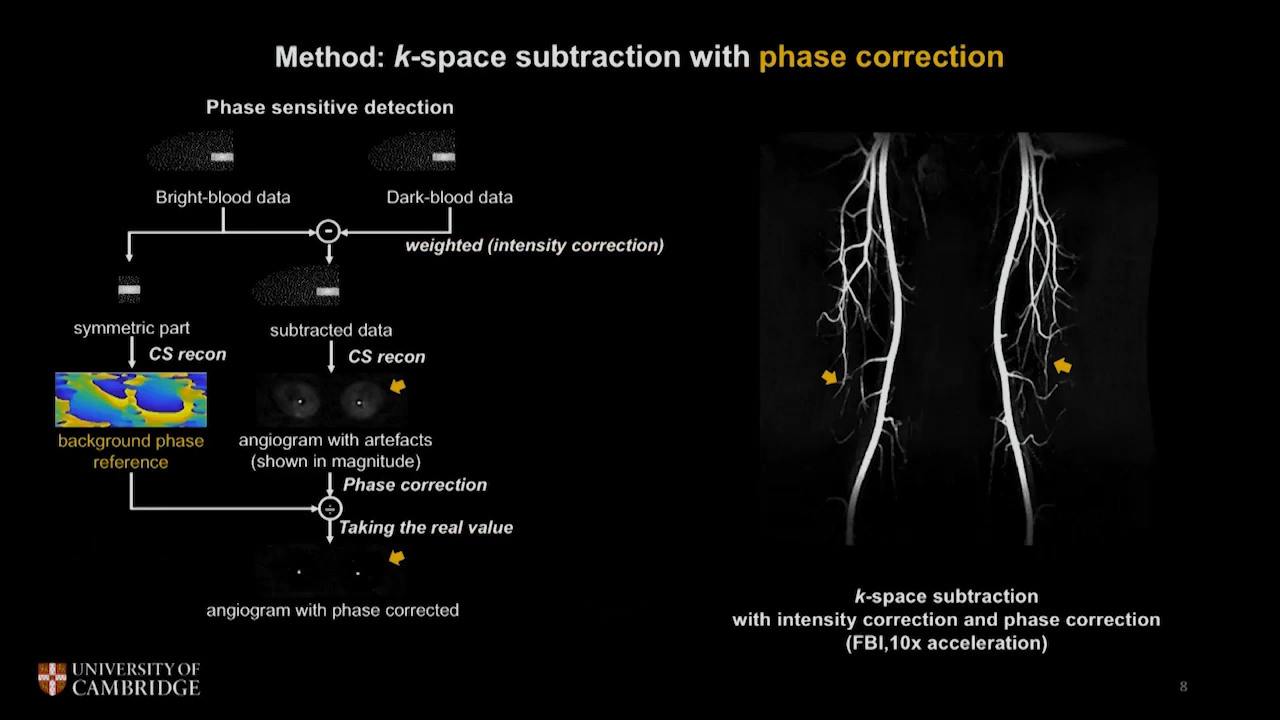 Method: k-space subtraction with phase correction
Phase sensitive detection
Bright-blood data
Dark-blood data
-
weighted (intensity correction)
symmetric part
subtracted data
CS recon
CS recon
background phase
reference
angiogram with artefacts
(shown in magnitude)
Phase correction
÷
Taking the real value
angiogram with phase corrected
k-space subtraction
with intensity correction and phase correction
(FBI,10x acceleration)
UNIVERSITY OF
CAMBRIDGE
8